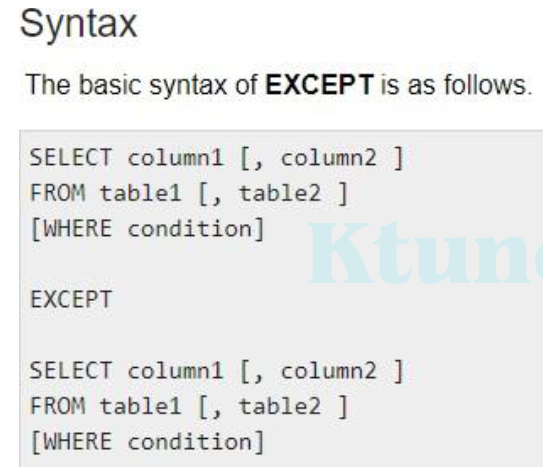 Syntax
The basic syntax of EXCEPT is as follows.
SELECT column1 [, column2 ]
FROM table1 [, table2 ]
[WHERE condition]
Ktun
EXCEPT
SELECT column1 [, column2 ]
FROM table1 [, table2 ]
[WHERE condition]